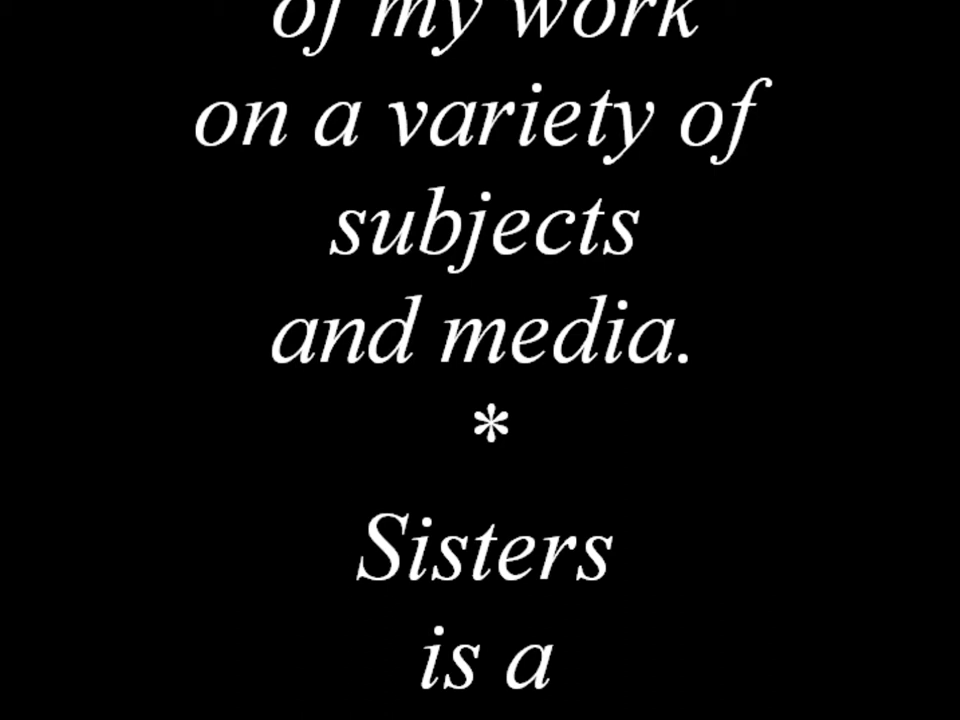 of my work
on a variety of
subjects
and media.
*
Sisters
is a